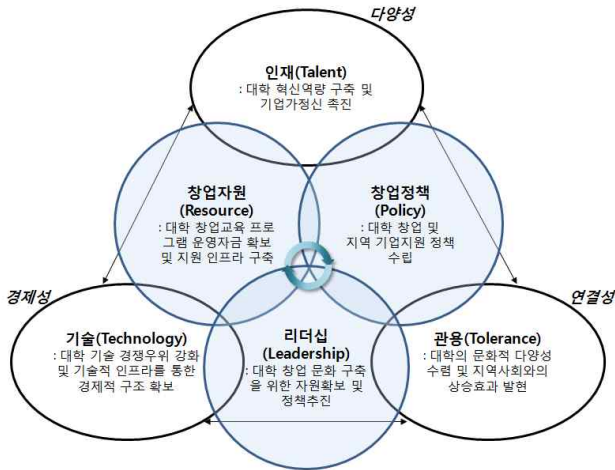 다양성
인재(Talent)
: 대학 혁신역량 구축 및
기업가정신 촉진
창업자원
(Resource)
: 대학 창업교육 프로
그램 운영자금 확보
및 지원 인프라 구축
창업정책
(Policy)
: 대학 창업 및
지역 기업지원 정책
수립
경제성
연결성
기술(Technology)
: 대학 기술 경쟁우위 강화
및 기술적 인프라를 통한
경제적 구조 확보
리더십
(Leadership)
: 대학 창업 문화 구축
을 위한 자원확보 및
정책추진
관용(Tolerance)
: 대학의 문화적 다양성
수렴 및 지역사회와의
상승효과 발현